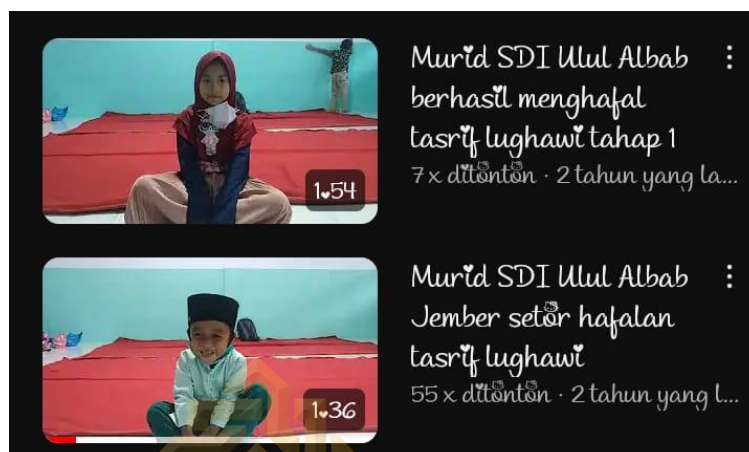 Murid SDI Ulul Albab
berhasil menghafal
tasrif lughawi tahap 1
7 x ditonton · 2 tahun yang la...
1.54
Murid SDI Ulul Albab
Jember setor hafalan
tasrif lughawi
55 x ditonton · 2 tahun yang l...
1.36